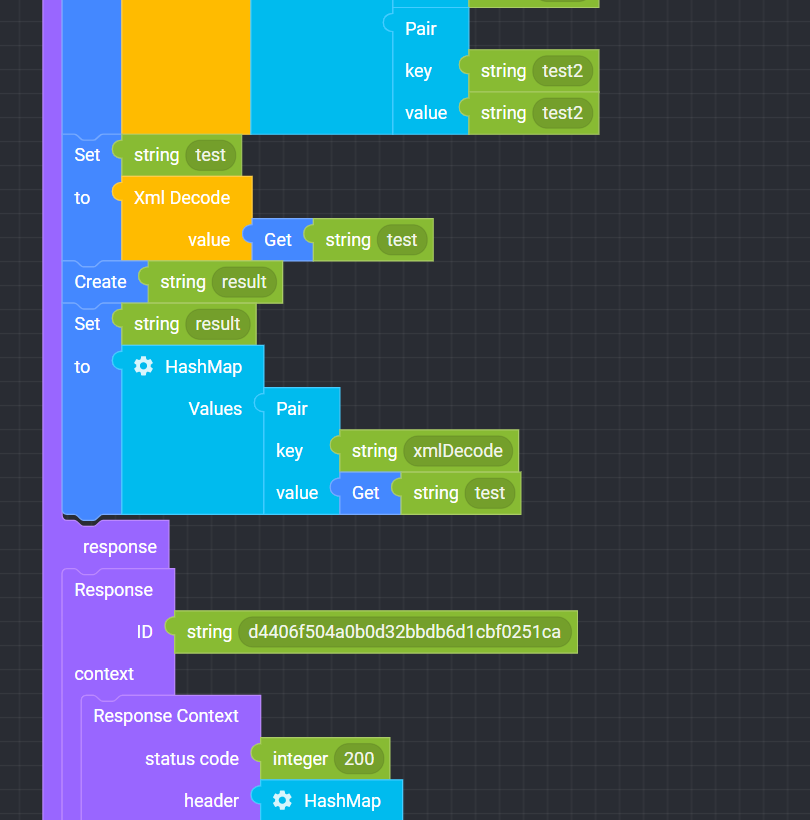 Pair
key string test2
value string test2
Set string test
to Xml Decode
value Get string test
Create string result
Set string result
to HashMap
Values Pair
key string xmlDecode
value Get string test
response
Response
ID string d4406f504a0b0d32bbdb6d1cbf0251ca
context
Response Context
status code integer 200
header HashMap